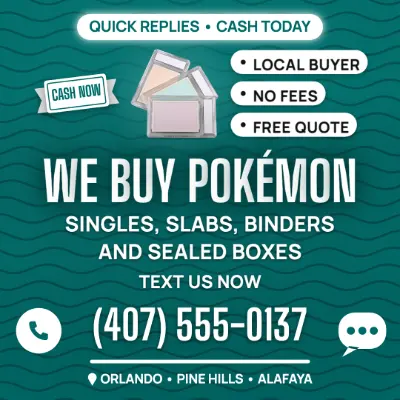 QUICK REPLIES • CASH TODAY
CASH NOW
• LOCAL BUYER
• NO FEES
• FREE QUOTE
WE BUY POKÉMON
SINGLES, SLABS, BINDERS
AND SEALED BOXES
TEXT US NOW
(407) 555-0137
ORLANDO • PINE HILLS • ALAFAYA